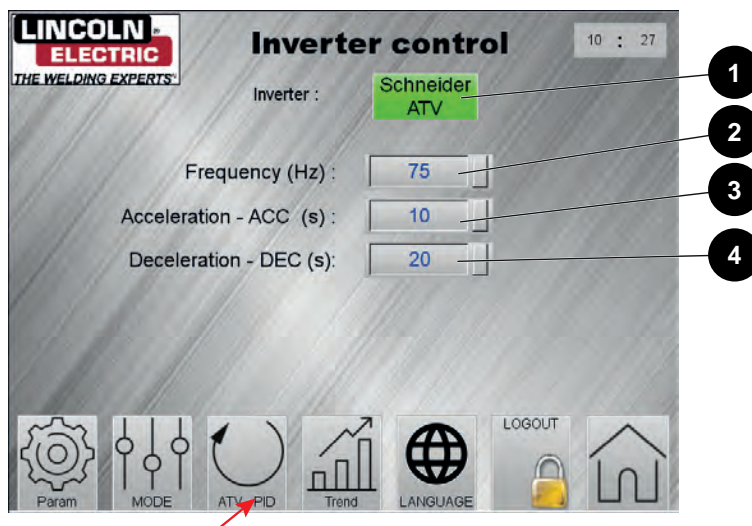 LINCOLN ®
ELECTRIC
THE WELDING EXPERTS®
Inverter control
10 : 27
Inverter :
Schneider
ATV
1
2
Frequency (Hz) :
75
3
Acceleration - ACC (s) :
10
Deceleration - DEC (s):
20
4
Param
MODE
ATV - PID
Trend
LANGUAGE
LOGOUT